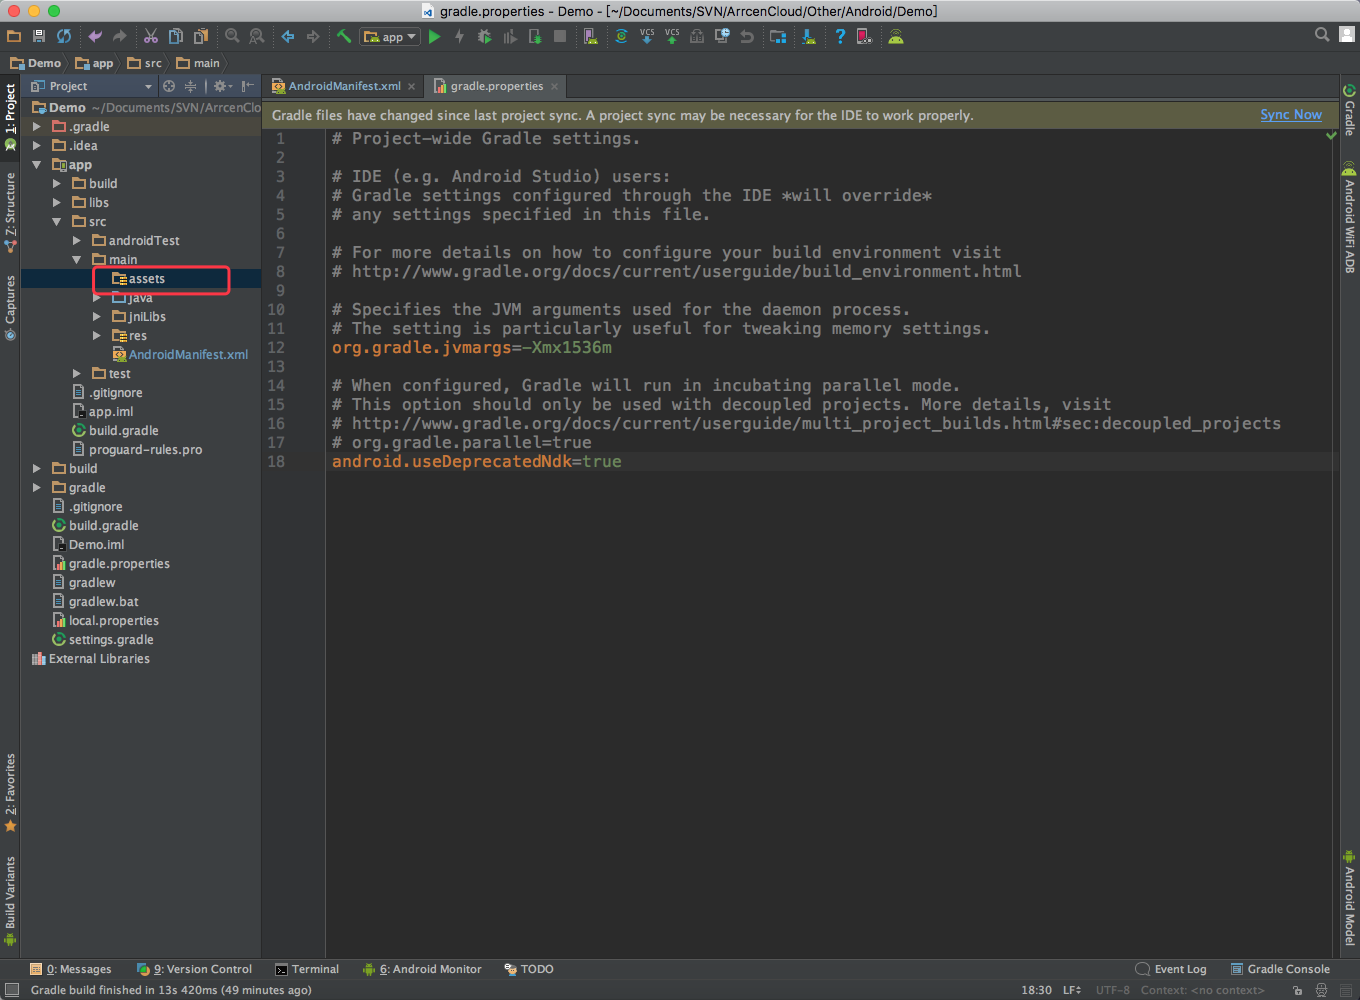 gradle.properties - Demo - [~/Documents/SVN/ArrcenCloud/Other/Android/Demo]
app
VCS
VCS
Demo
app
src
main
Project
AndroidManifest.xml
gradle.properties
Gradle files have changed since last project sync. A project sync may be necessary for the IDE to work properly.
Sync Now
Demo ~/Documents/SVN/ArrcenClo
.gradle
.idea
app
build
libs
src
androidTest
main
assets
java
jniLibs
res
AndroidManifest.xml
test
.gitignore
app.iml
build.gradle
proguard-rules.pro
build
gradle
.gitignore
build.gradle
Demo.iml
gradle.properties
gradlew
gradlew.bat
local.properties
settings.gradle
External Libraries
1 # Project-wide Gradle settings.
2
3 # IDE (e.g. Android Studio) users:
4 # Gradle settings configured through the IDE *will override*
5 # any settings specified in this file.
6
7 # For more details on how to configure your build environment visit
8 # http://www.gradle.org/docs/current/userguide/build_environment.html
9
10 # Specifies the JVM arguments used for the daemon process.
11 # The setting is particularly useful for tweaking memory settings.
12 org.gradle.jvmargs=-Xmx1536m
13
14 # When configured, Gradle will run in incubating parallel mode.
15 # This option should only be used with decoupled projects. More details, visit
16 # http://www.gradle.org/docs/current/userguide/multi_project_builds.html#sec:decoupled_projects
17 # org.gradle.parallel=true
18 android.useDeprecatedNdk=true
1: Project
7: Structure
Captures
2: Favorites
Build Variants
Gradle
Android WiFi ADB
Android Model
0: Messages
9: Version Control
Terminal
6: Android Monitor
TODO
Event Log
Gradle Console
Gradle build finished in 13s 420ms (49 minutes ago)
18:30
LF
UTF-8
Context: <no context>